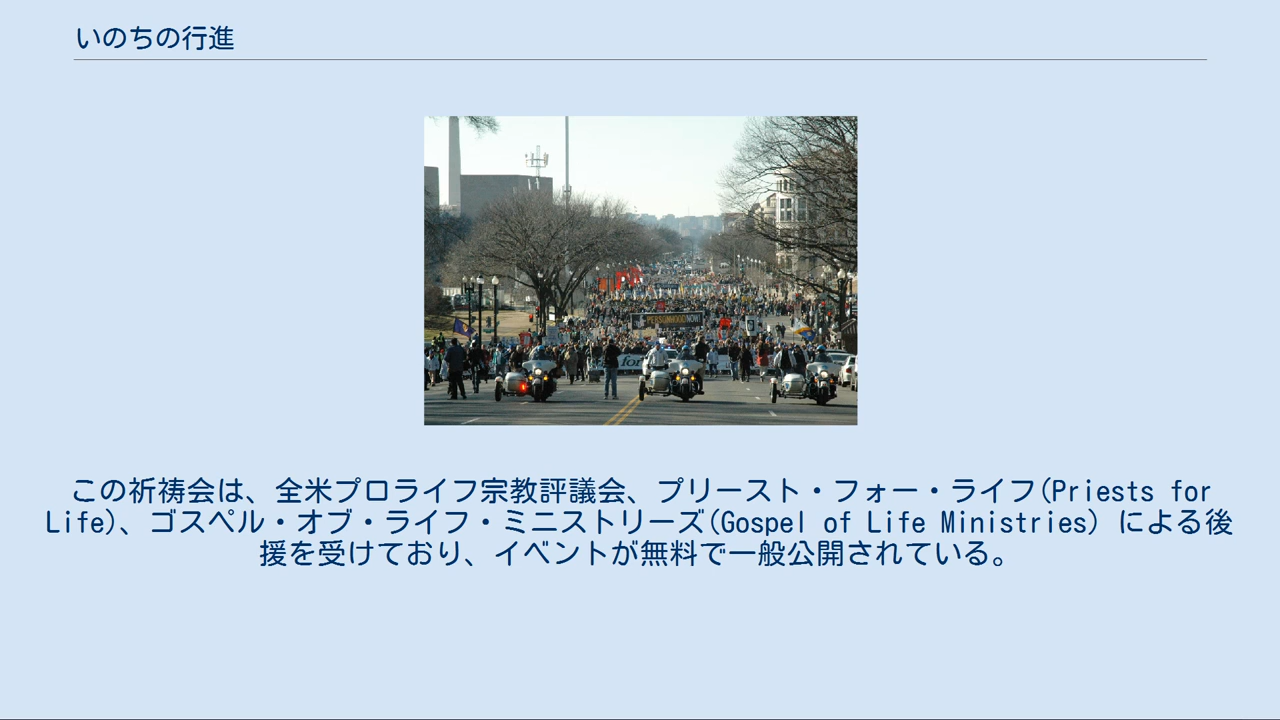 いのちの行進
PERSONHOOD NOW!
for
この祈祷会は、全米プロライフ宗教評議会、プリースト・フォー・ライフ(Priests for
Life)、ゴスペル・オブ・ライフ・ミニストリーズ(Gospel of Life Ministries) による後
援を受けており、イベントが無料で一般公開されている。